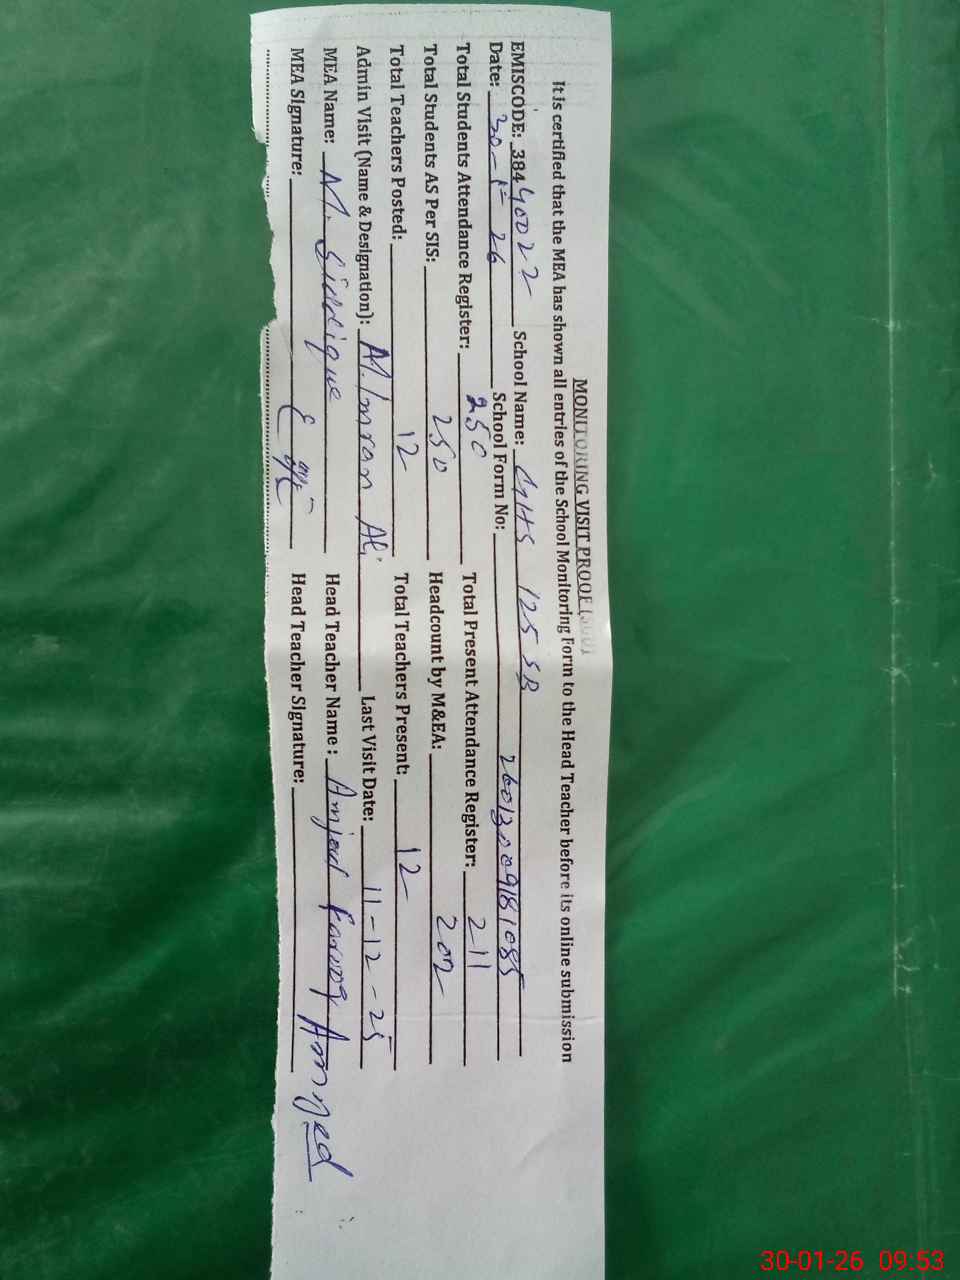 MONITORING VISIT PROOF
It is certified that the MEA has shown all entries of the School Monitoring Form to the Head Teacher before its online submission
EMISCODE: 38440022 School Name: GHS 125 SB
Date: 30-1-26 School Form No: 26013009181085
Total Students Attendance Register: 250 Total Present Attendance Register: 211
Total Students AS Per SIS: 250 Headcount by M&EA: 202
Total Teachers Posted: 12 Total Teachers Present: 12
Admin Visit (Name & Designation): M. Imran Ali Last Visit Date: 11-12-25
MEA Name: M. Siddique Head Teacher Name: Amjad Farooq
MEA Signature: Head Teacher Signature:
30-01-26 09:53